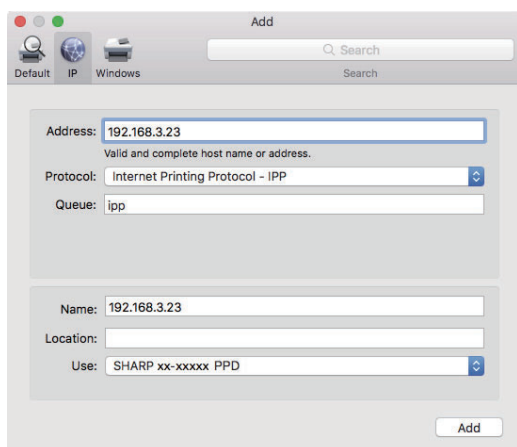 Add
Default IP Windows
Search
Search
Address: 192.168.3.23
Valid and complete host name or address.
Protocol: Internet Printing Protocol - IPP
Queue: ipp
Name: 192.168.3.23
Location:
Use: SHARP xx-xxxxx PPD
Add